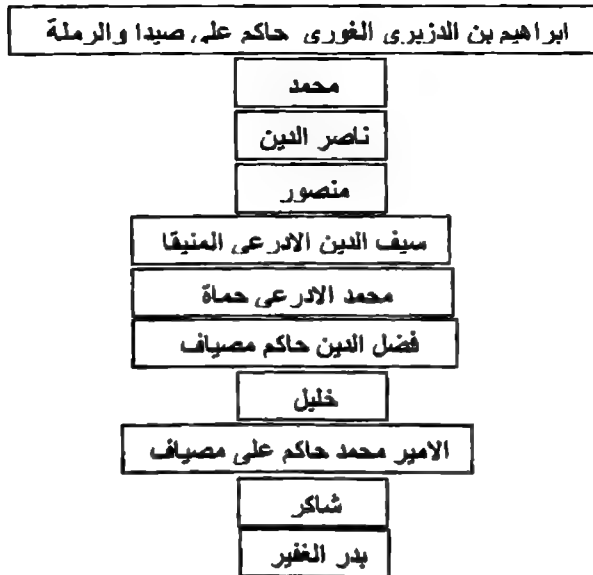 ابراهيم بن الدزيرى الغورى حاكم على صيدا والرملة
محمد
ناصر الدين
منصور
سيف الدين الادرعى المنيقا
محمد الادرعى حماة
فضل الدين حاكم مصياف
خليل
الامير محمد حاكم على مصياف
شاكر
بدر الغفير